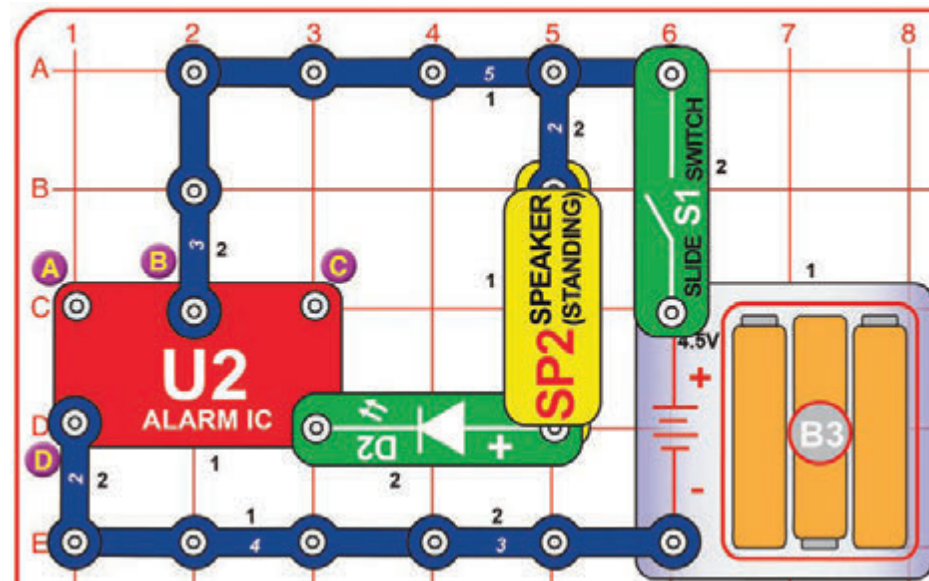 1 2 3 4 5 6 7 8
A
5
1
2
2
B
3
2
SLIDE S1 SWITCH
2
A
B
C
1
SP2 SPEAKER
(STANDING)
1
C
4.5V
U2
ALARM IC
+
D
D2
+
B3
D
2
2
1
2
-
1
2
E
4
3